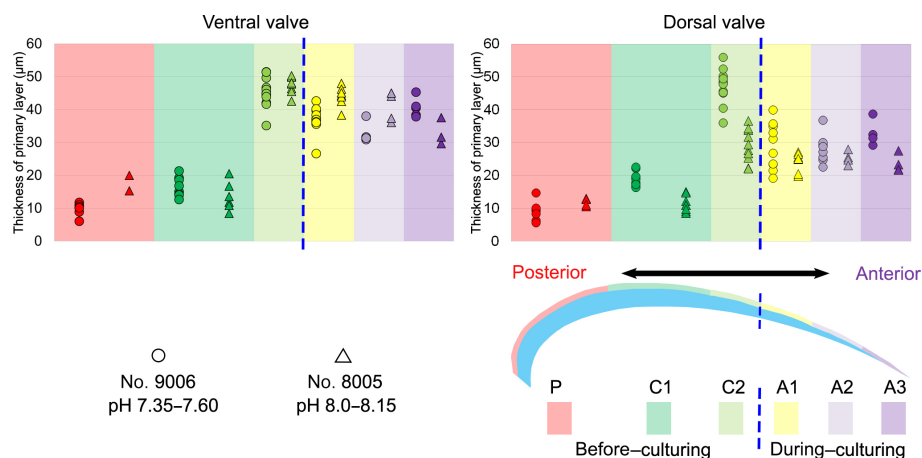 Ventral valve
Dorsal valve
Thickness of primary layer (μm)
60
50
40
30
20
10
0
Thickness of primary layer (μm)
60
50
40
30
20
10
0
Posterior
Anterior
No. 9006
pH 7.35–7.60
No. 8005
pH 8.0–8.15
P C1 C2 A1 A2 A3
Before–culturing
During–culturing